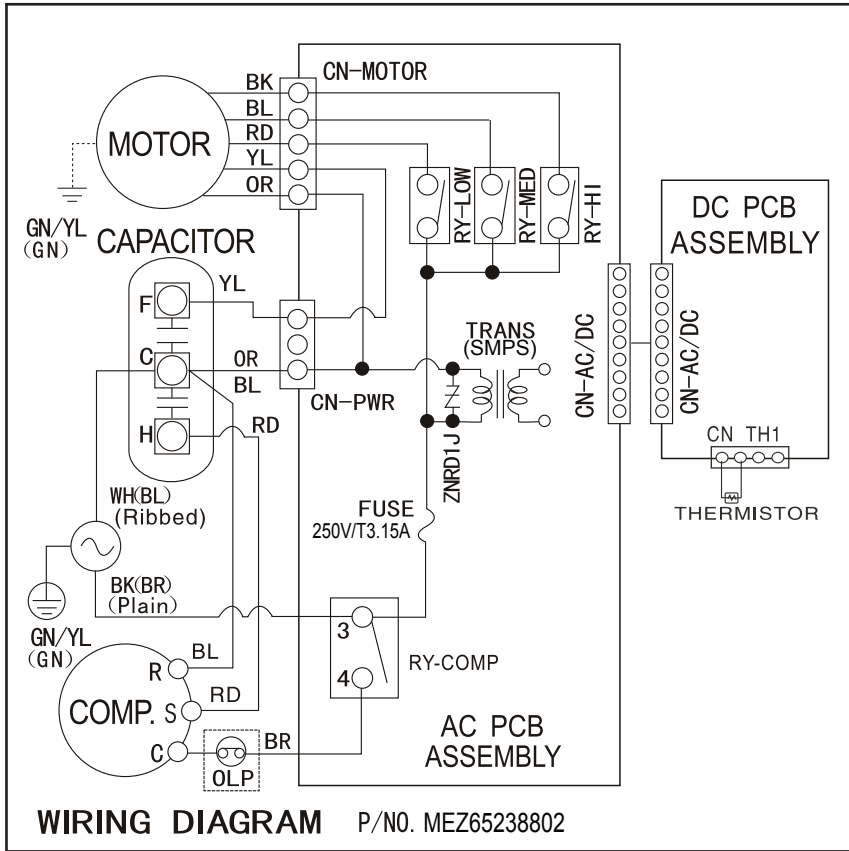 CN-MOTOR
BK
BL
RD
YL
OR
MOTOR
GN/YL
(GN)
RY-LOW
RY-MED
RY-HI
DC PCB
ASSEMBLY
CAPACITOR
F
YL
C
OR
BL
H
RD
CN-PWR
TRANS
(SMPS)
ZNRD1J
CN-AC/DC
CN-AC/DC
CN TH1
THERMISTOR
FUSE
250V/T3.15A
WH(BL)
(Ribbed)
BK(BR)
(Plain)
GN/YL
(GN)
3
4
RY-COMP
COMP.
R
BL
S
RD
C
BR
OLP
AC PCB
ASSEMBLY
WIRING DIAGRAM P/NO. MEZ65238802